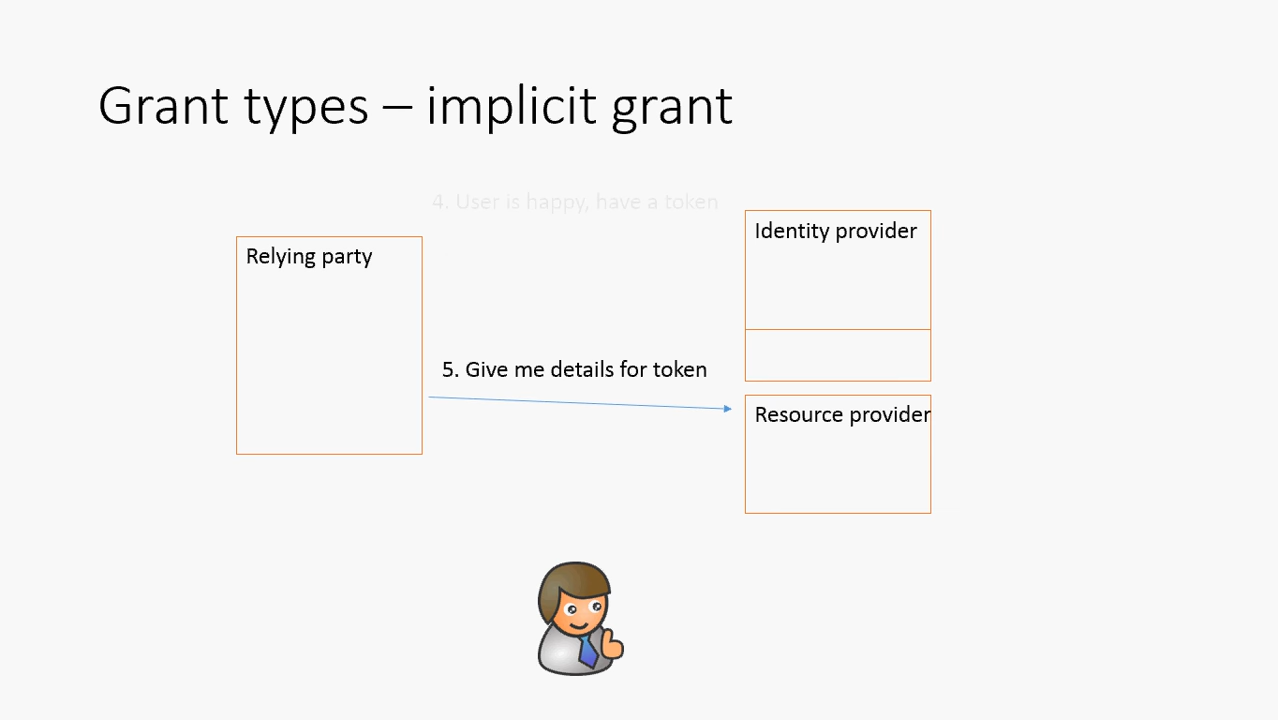 Grant types – implicit grant
4. User is happy, have a token
Identity provider
Relying party
5. Give me details for token
Resource provider